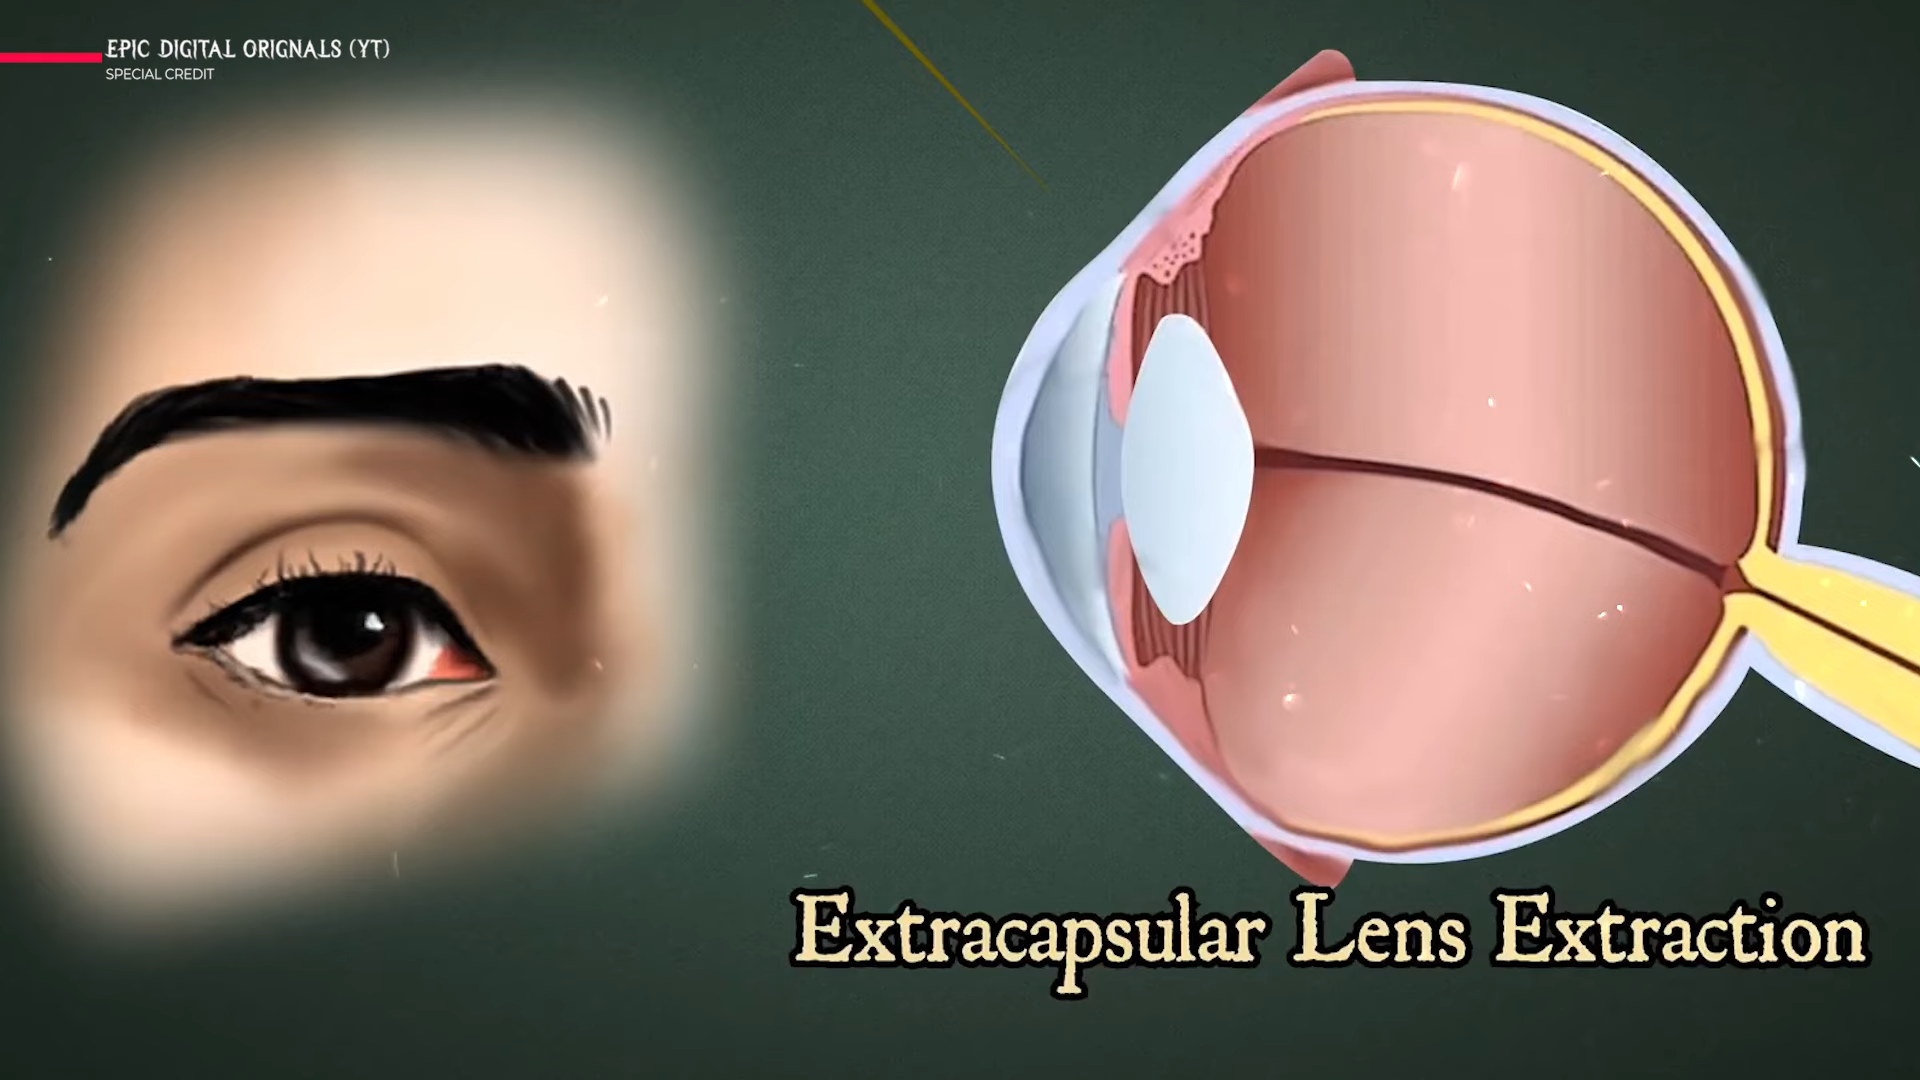 EPIC DIGITAL ORIGNALS (YT)
SPECIAL CREDIT
Extracapsular Lens Extraction